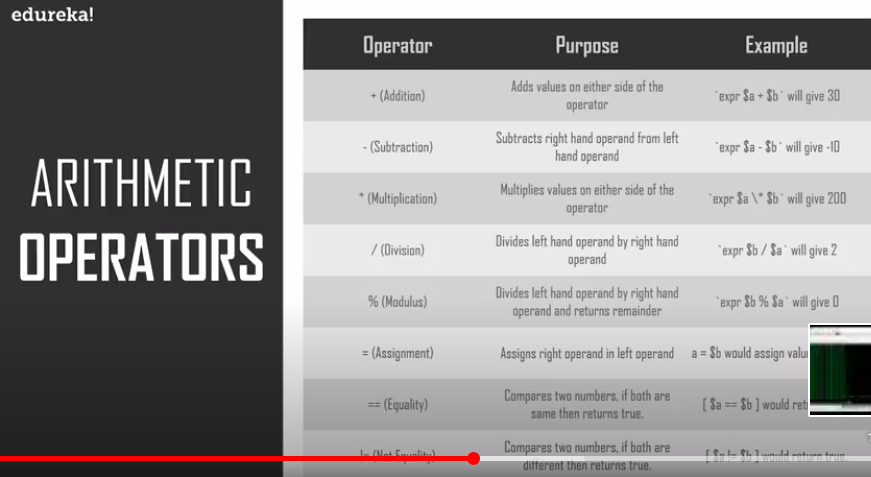 edureka!
ARITHMETIC
OPERATORS
Operator Purpose Example
+ (Addition) Adds values on either side of the
operator `expr $a + $b` will give 30
- (Subtraction) Subtracts right hand operand from left
hand operand `expr $a - $b` will give -10
* (Multiplication) Multiplies values on either side of the
operator `expr $a \* $b` will give 200
/ (Division) Divides left hand operand by right hand
operand `expr $b / $a` will give 2
% (Modulus) Divides left hand operand by right hand
operand and returns remainder `expr $b % $a` will give 0
= (Assignment) Assigns right operand in left operand a = $b would assign
== (Equality) Compares two numbers, if both are
same then returns true. [ $a == $b ] would
!= (Not Equality) Compares two numbers, if both are
different then returns true. [ $a != $b ] would return true.